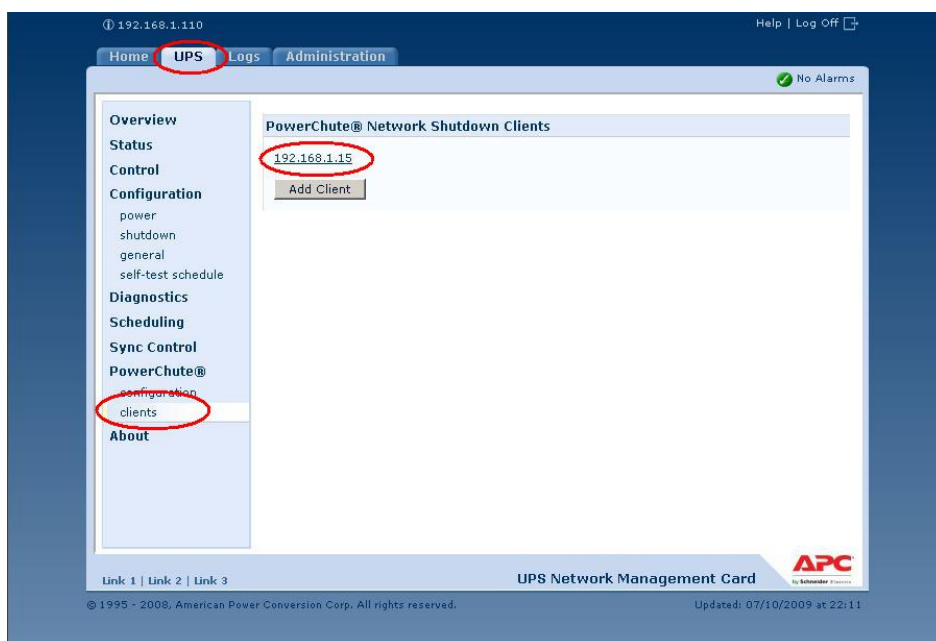 192.168.1.110
Help | Log Off
Home UPS Logs Administration
No Alarms
Overview
Status
Control
Configuration
power
shutdown
general
self-test schedule
Diagnostics
Scheduling
Sync Control
PowerChute®
configuration
clients
About
PowerChute® Network Shutdown Clients
192.168.1.15
Add Client
Link 1 | Link 2 | Link 3
UPS Network Management Card
APC
by Schneider Electric
© 1995 - 2008, American Power Conversion Corp. All rights reserved.
Updated: 07/10/2009 at 22:11